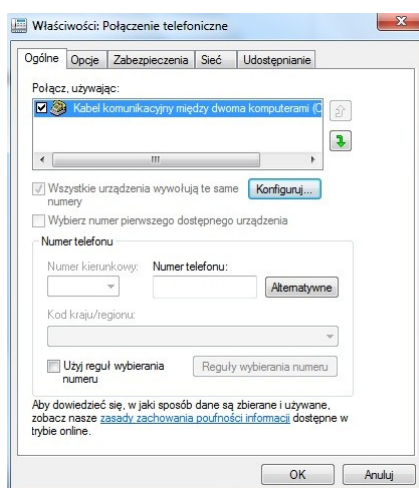 Właściwości: Połączenie telefoniczne
Ogólne Opcje Zabezpieczenia Sieć Udostępnianie
Połącz, używając:
Kabel komunikacyjny między dwoma komputerami (C
Wszystkie urządzenia wywołują te same
numery
Konfiguruj...
Wybierz numer pierwszego dostępnego urządzenia
Numer telefonu
Numer kierunkowy: Numer telefonu:
Alternatywne
Kod kraju/regionu:
Użyj reguł wybierania
numeru
Reguły wybierania numeru
Aby dowiedzieć się, w jaki sposób dane są zbierane i używane,
zobacz nasze zasady zachowania poufności informacji dostępne w
trybie online.
OK Anuluj